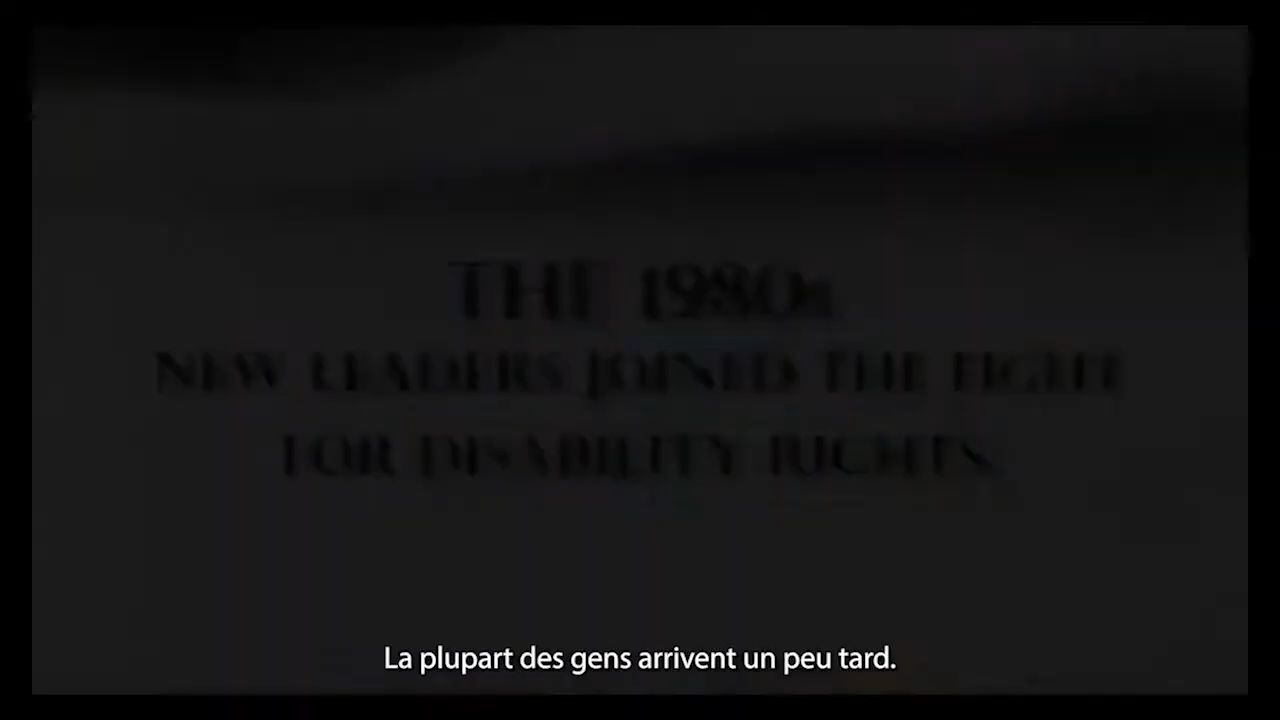 THE 1980s
NEW LEADERS JOINED THE FIGHT
FOR DISABILITY RIGHTS.
La plupart des gens arrivent un peu tard.